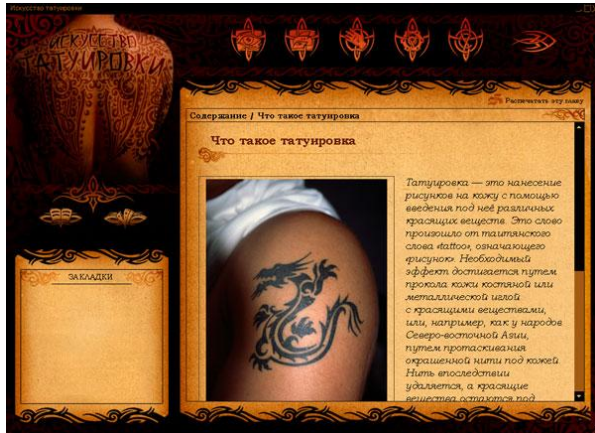 Искусство татуировки
ИСКУССТВО
ТАТУИРОВКИ
Распечатать эту главу
Содержание / Что такое татуировка
Что такое татуировка
Татуировка — это нанесение
рисунков на кожу с помощью
введения под неё различных
красящих веществ. Это слово
произошло от таитянского
слова «tattoo», означающего
«рисунок». Необходимый
эффект достигается путем
прокола кожи костяной или
металлической иглой
с красящими веществами,
или, например, как у народов
Северо-восточной Азии,
путем протаскивания
окрашенной нити под кожей.
Нить впоследствии
удаляется, а красящие
вещества остаются под
ЗАКЛАДКИ